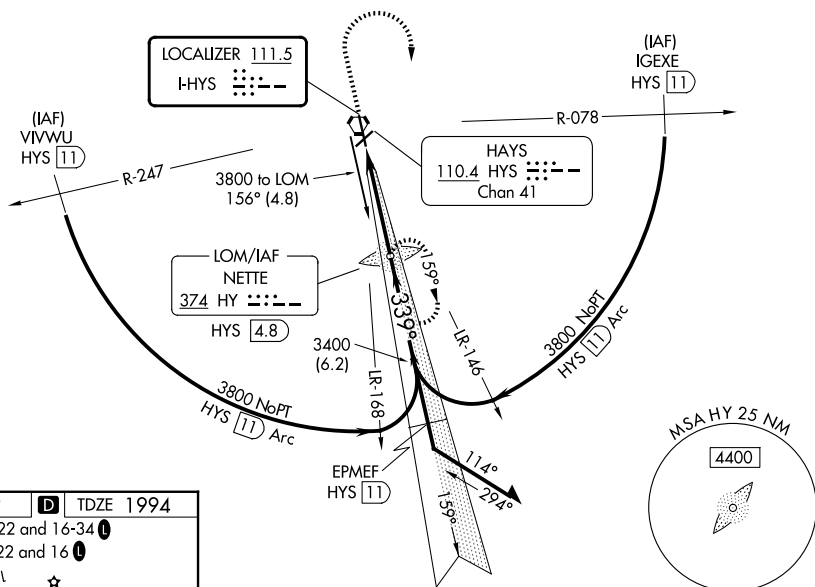 LOCALIZER 111.5
I-HYS
(IAF)
IGEXE
HYS 11
(IAF)
VIVWU
HYS 11
R-078
R-247
HAYS
110.4 HYS
Chan 41
3800 to LOM
156° (4.8)
LOM/IAF
NETTE
374 HY
HYS 4.8
159°
339°
3400
(6.2)
LR-168
LR-146
3800 NoPT
HYS 11 Arc
3800 NoPT
HYS 11 Arc
EPMEF
HYS 11
114°
294°
159°
MSA HY 25 NM
4400
D TDZE 1994
22 and 16-34 L
22 and 16 L